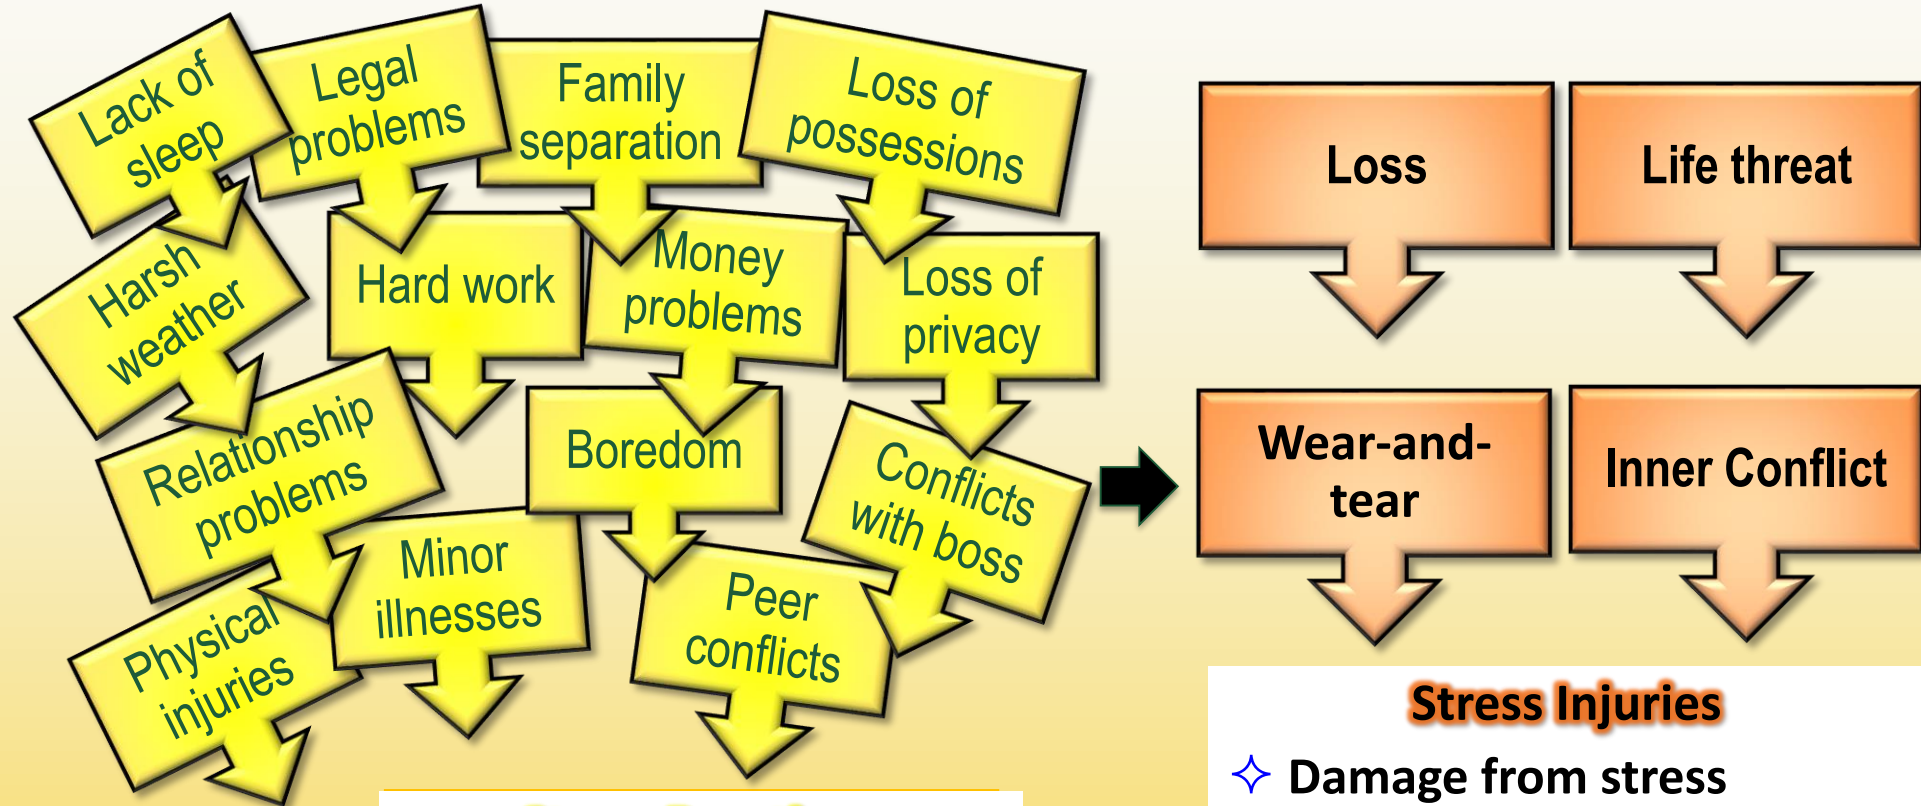 Lack of
sleep
Legal
problems
Family
separation
Loss of
possessions
Harsh
weather
Hard work
Money
problems
Loss of
privacy
Relationship
problems
Boredom
Conflicts
with boss
Physical
injuries
Minor
illnesses
Peer
conflicts
Loss
Life threat
Wear-and-
tear
Inner Conflict
Stress Injuries
Damage from stress